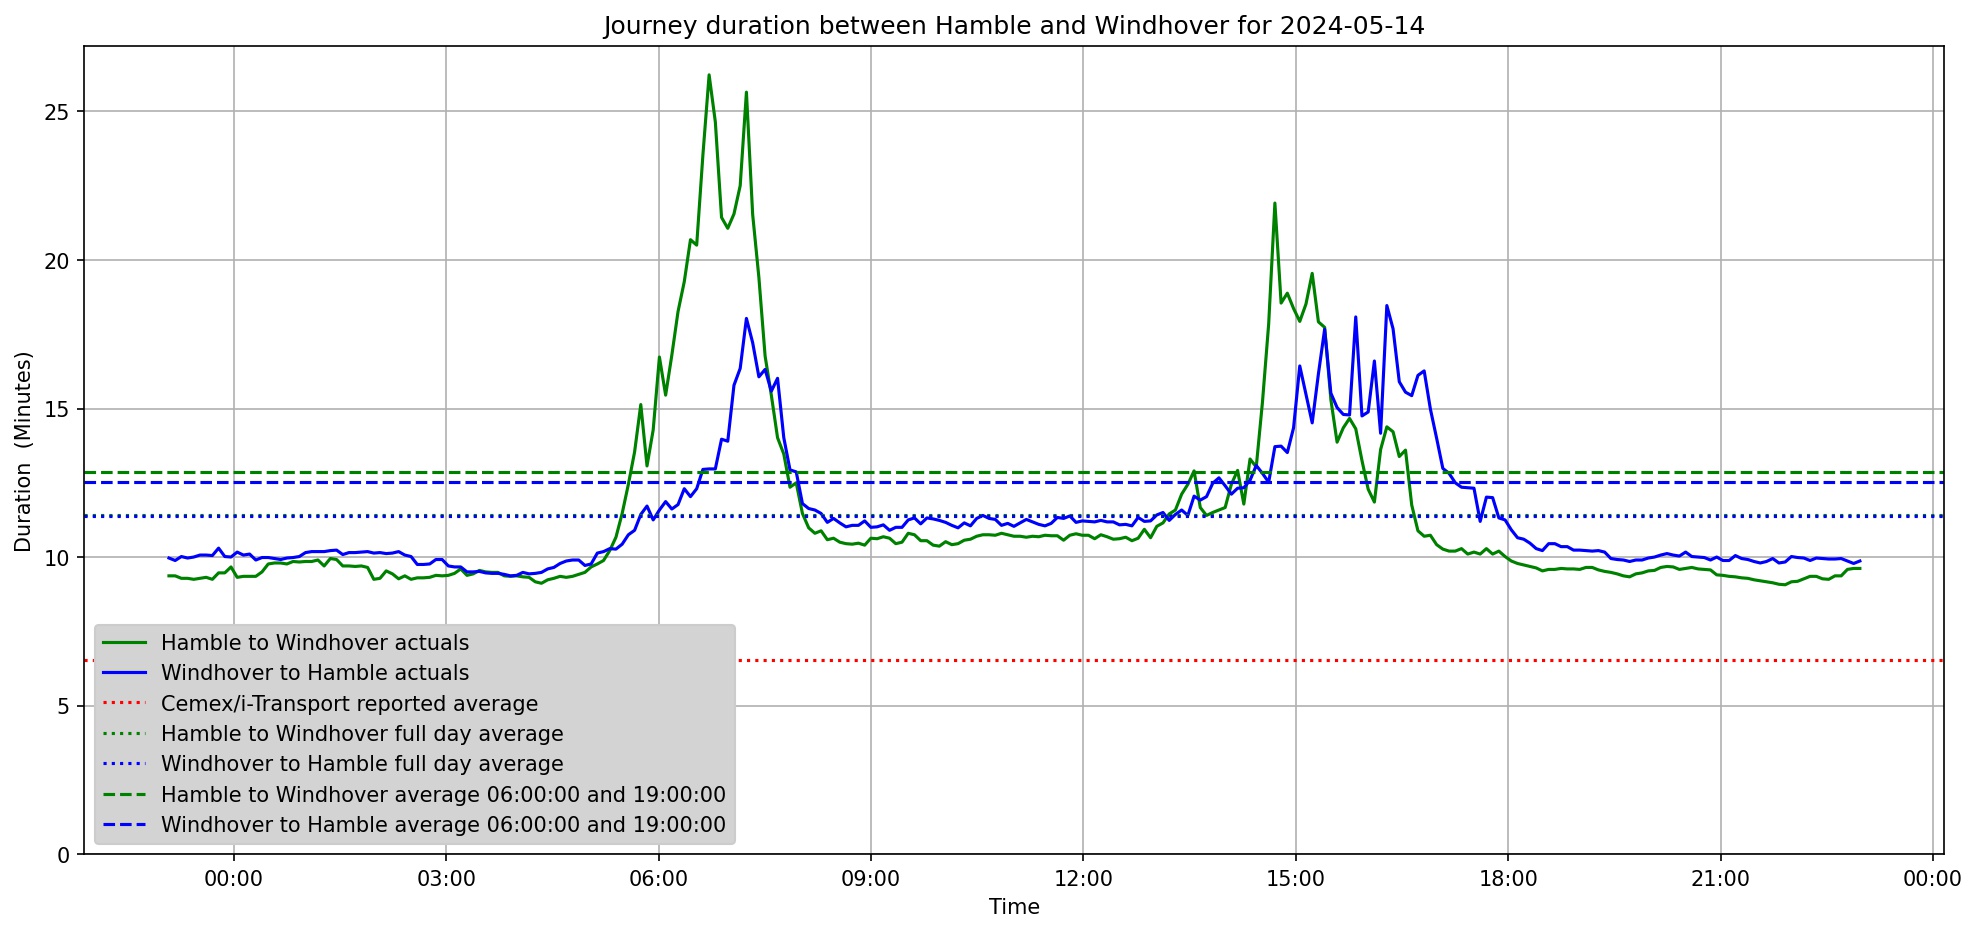 Journey duration between Hamble and Windhover for 2024-05-14
Duration  (Minutes)
25
20
15
10
5
0
Hamble to Windhover actuals
Windhover to Hamble actuals
Cemex/i-Transport reported average
Hamble to Windhover full day average
Windhover to Hamble full day average
Hamble to Windhover average 06:00:00 and 19:00:00
Windhover to Hamble average 06:00:00 and 19:00:00
00:00 03:00 06:00 09:00 12:00 15:00 18:00 21:00 00:00
Time